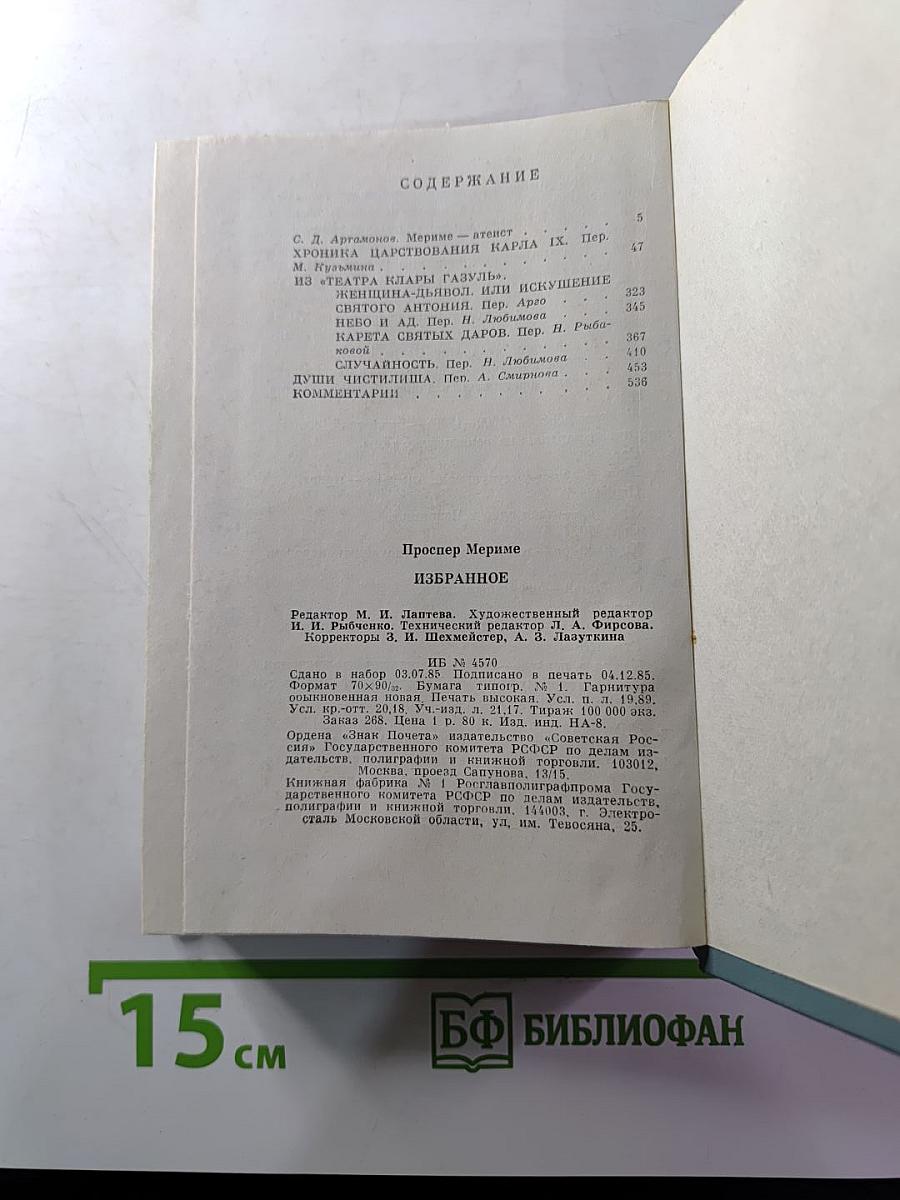 СОДЕРЖАНИЕ
С. Д. Артамонов. Мериме — атеист . . . . . 5
ХРОНИКА ЦАРСТВОВАНИЯ КАРЛА IX. Пер.
М. Кузьмина . . . . . . . . . . . 47
ИЗ «ТЕАТРА КЛАРЫ ГАЗУЛЬ».
ЖЕНЩИНА-ДЬЯВОЛ, ИЛИ ИСКУШЕНИЕ
СВЯТОГО АНТОНИЯ. Пер. Арго . . . 323
НЕБО И АД. Пер. Н. Любимова . . . 345
КАРЕТА СВЯТЫХ ДАРОВ. Пер. Н. Рыба-
ковой . . . . . . . . . . . 367
СЛУЧАЙНОСТЬ. Пер. Н. Любимова . . 410
ДУШИ ЧИСТИЛИЩА. Пер. А. Смирнова . . . 453
КОММЕНТАРИИ . . . . . . . . . . 536
Проспер Мериме
ИЗБРАННОЕ
Редактор М. И. Лаптева. Художественный редактор
И. И. Рыбченко. Технический редактор Л. А. Фирсова.
Корректоры З. И. Шехмейстер, А. З. Лазуткина
ИБ № 4570
Сдано в набор 03.07.85. Подписано в печать 04.12.85.
Формат 70×90/32. Бумага типогр. № 1. Гарнитура
обыкновенная новая. Печать высокая. Усл. п. л. 19,89.
Усл. кр.-отт. 20,18. Уч.-изд. л. 21,17. Тираж 100 000 экз.
Заказ 268. Цена 1 р. 80 к. Изд. инд. НА-8.
Ордена «Знак Почета» издательство «Советская Рос-
сия» Государственного комитета РСФСР по делам из-
дательств, полиграфии и книжной торговли. 103012,
Москва, проезд Сапунова, 13/15.
Книжная фабрика № 1 Росглавполиграфпрома Госу-
дарственного комитета РСФСР по делам издательств,
полиграфии и книжной торговли. 144003, г. Электро-
сталь Московской области, ул. им. Тевосяна, 25.
15 см
БФ БИБЛИОФАН